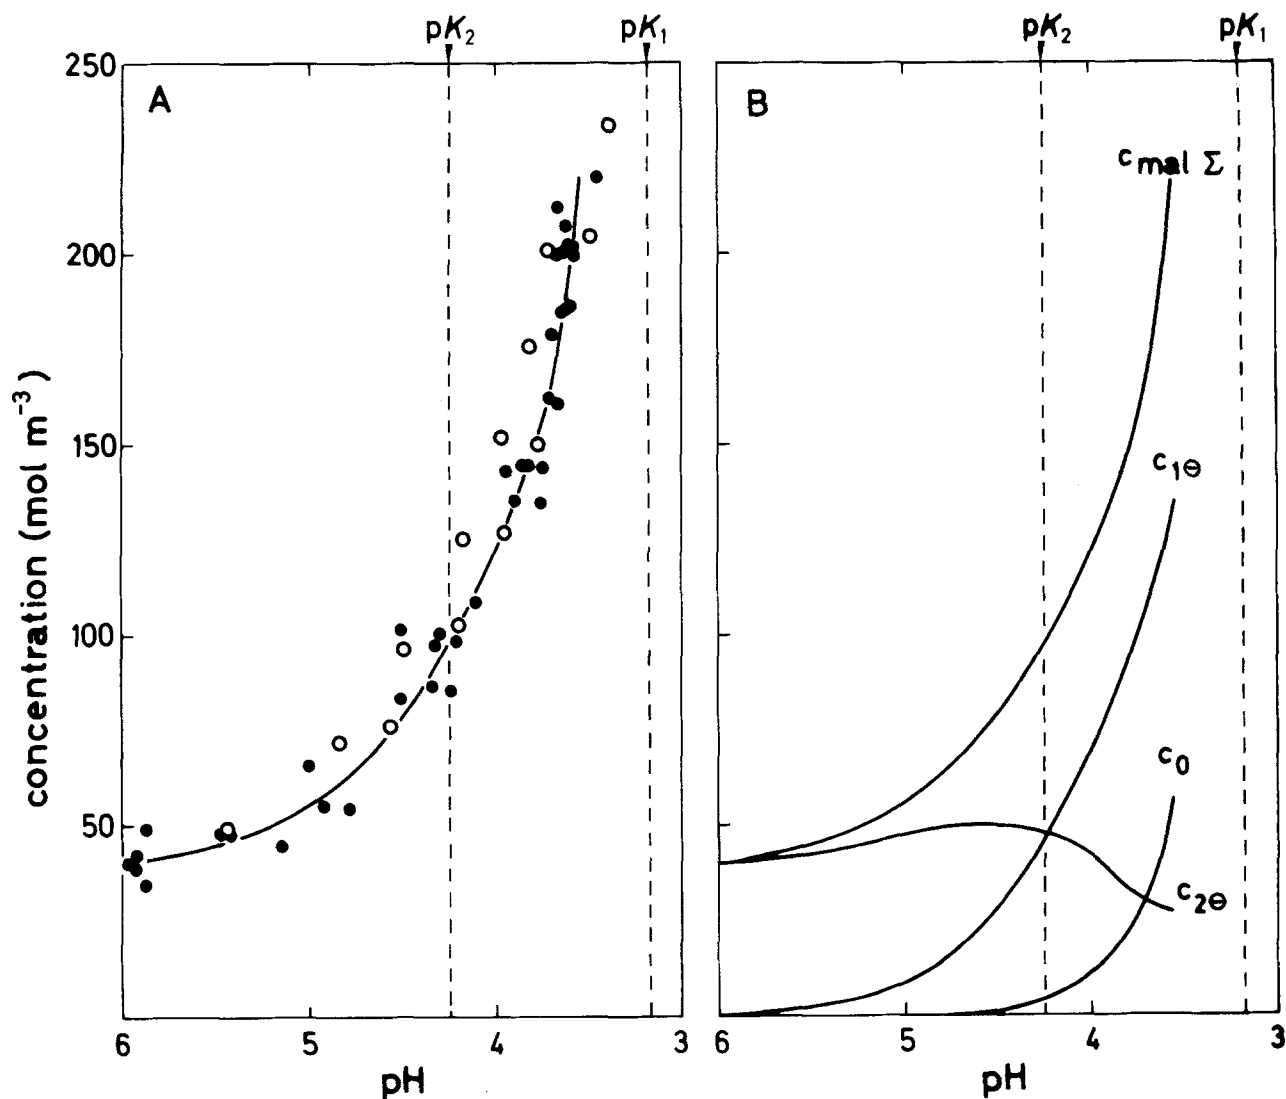 pK₂ pK₁ pK₂ pK₁
250
A B
c mal Σ
200
150
c₁⊖
100
c₀
50
c₂⊖
concentration (mol m⁻³)
6 5 4 3 6 5 4 3
pH pH